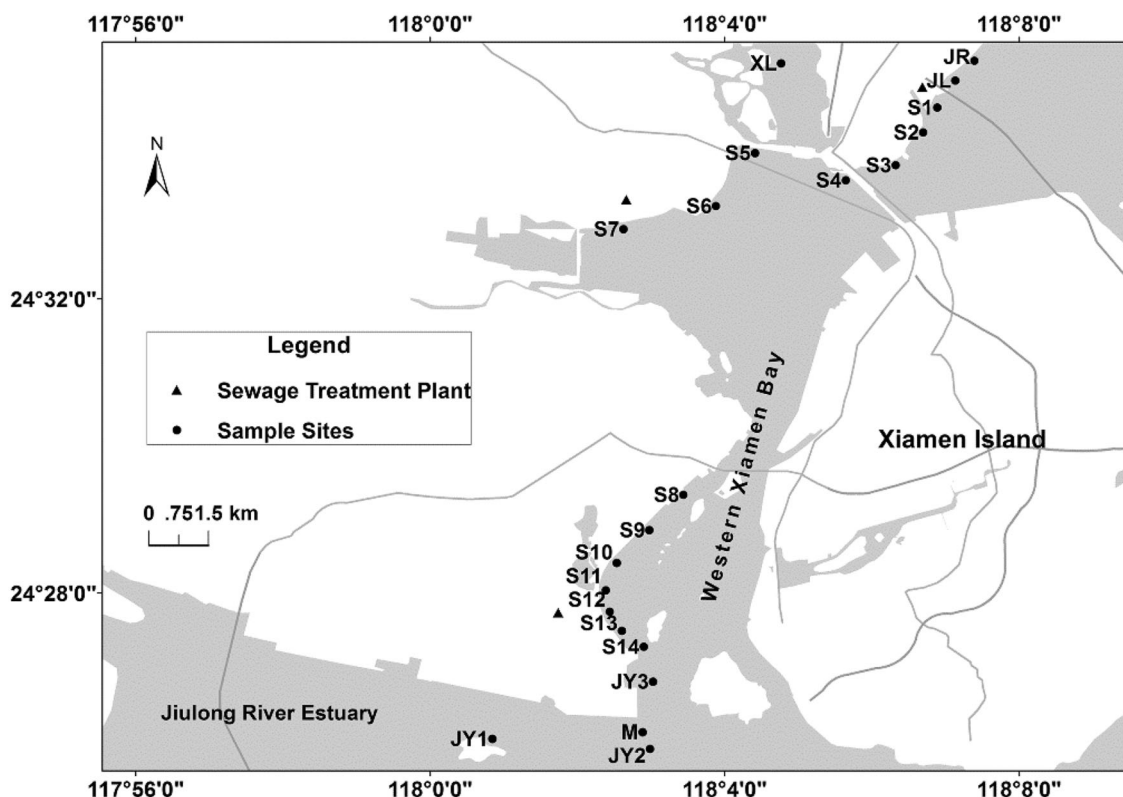 117°56'0" 118°0'0" 118°4'0" 118°8'0"
XL
JR
JL
S1
S2
S3
S4
S5
S6
S7
N
24°32'0"
Legend
Sewage Treatment Plant
Sample Sites
0 .751.5 km
Western Xiamen Bay
Xiamen Island
S8
S9
S10
S11
24°28'0"
S12
S13
S14
JY3
Jiulong River Estuary
M
JY1
JY2
117°56'0" 118°0'0" 118°4'0" 118°8'0"